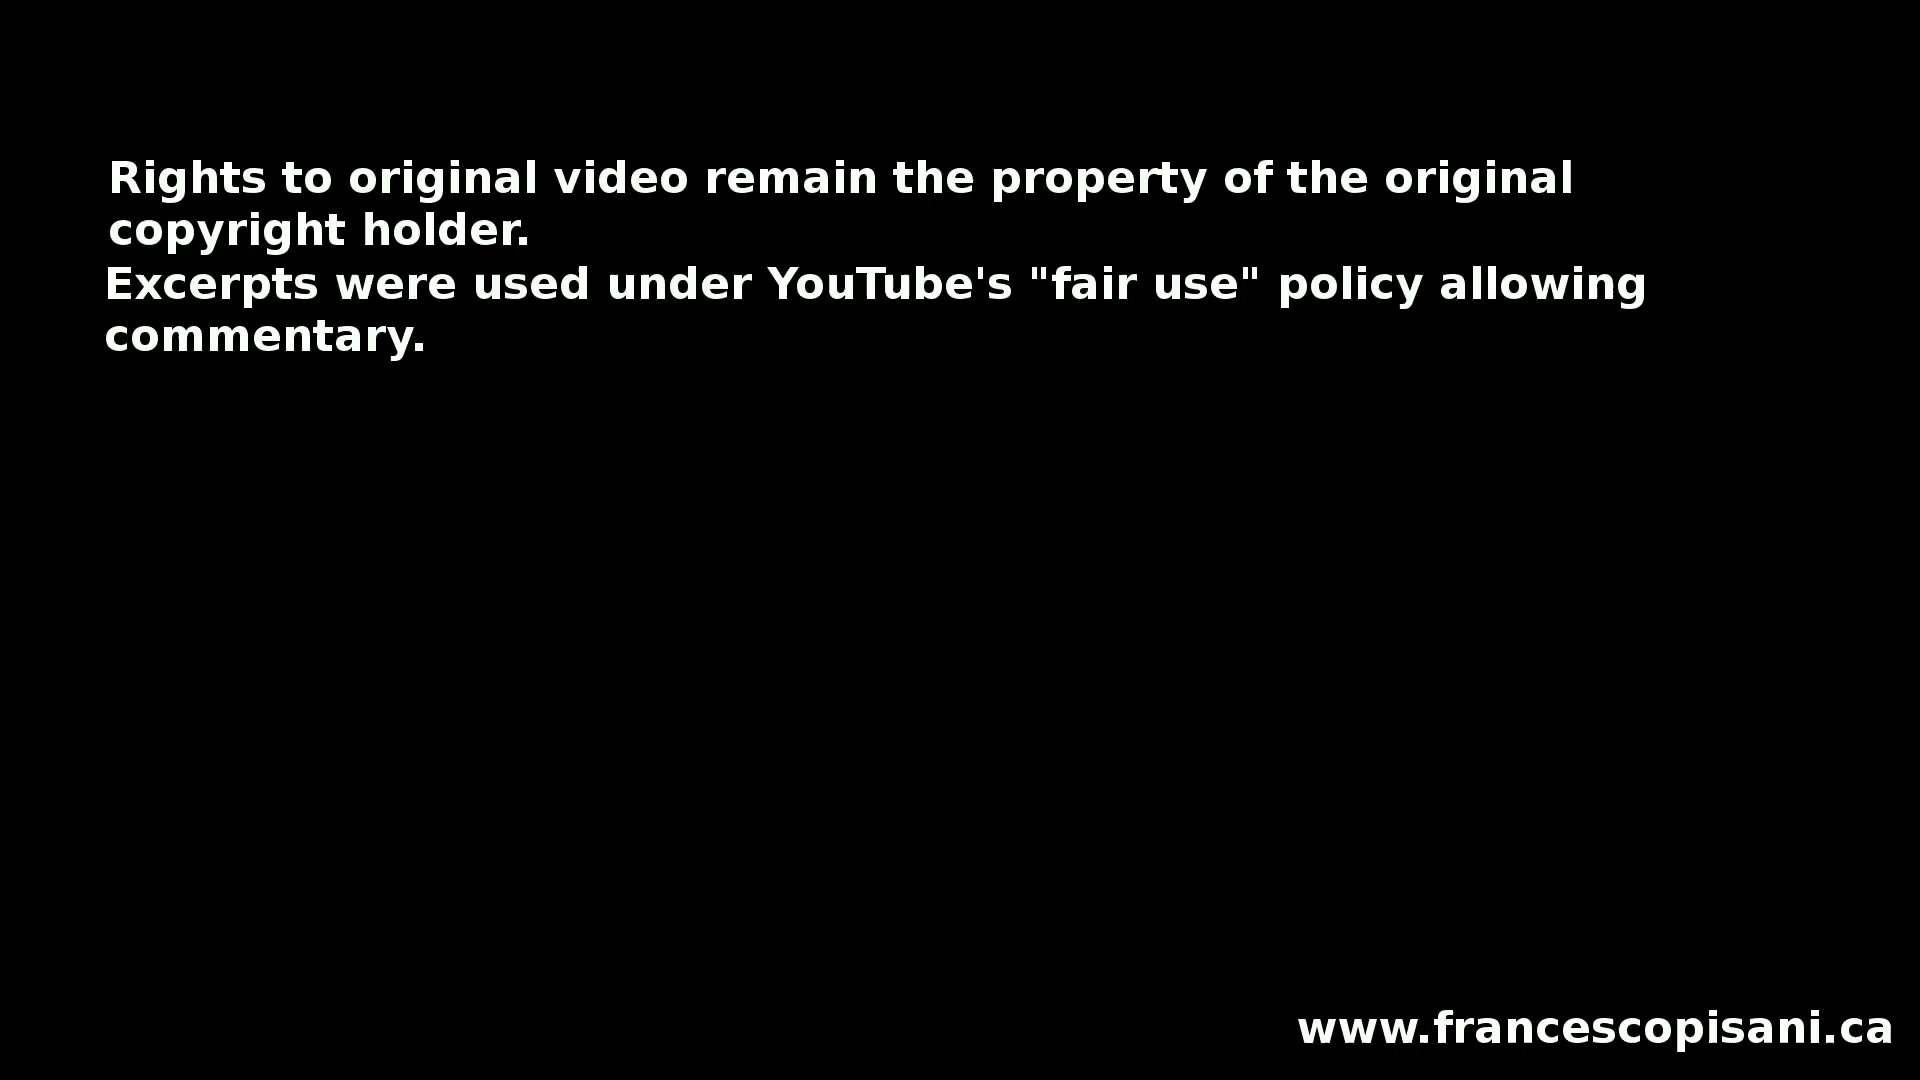 Rights to original video remain the property of the original
copyright holder.
Excerpts were used under YouTube's "fair use" policy allowing
commentary.
www.francescopisani.ca